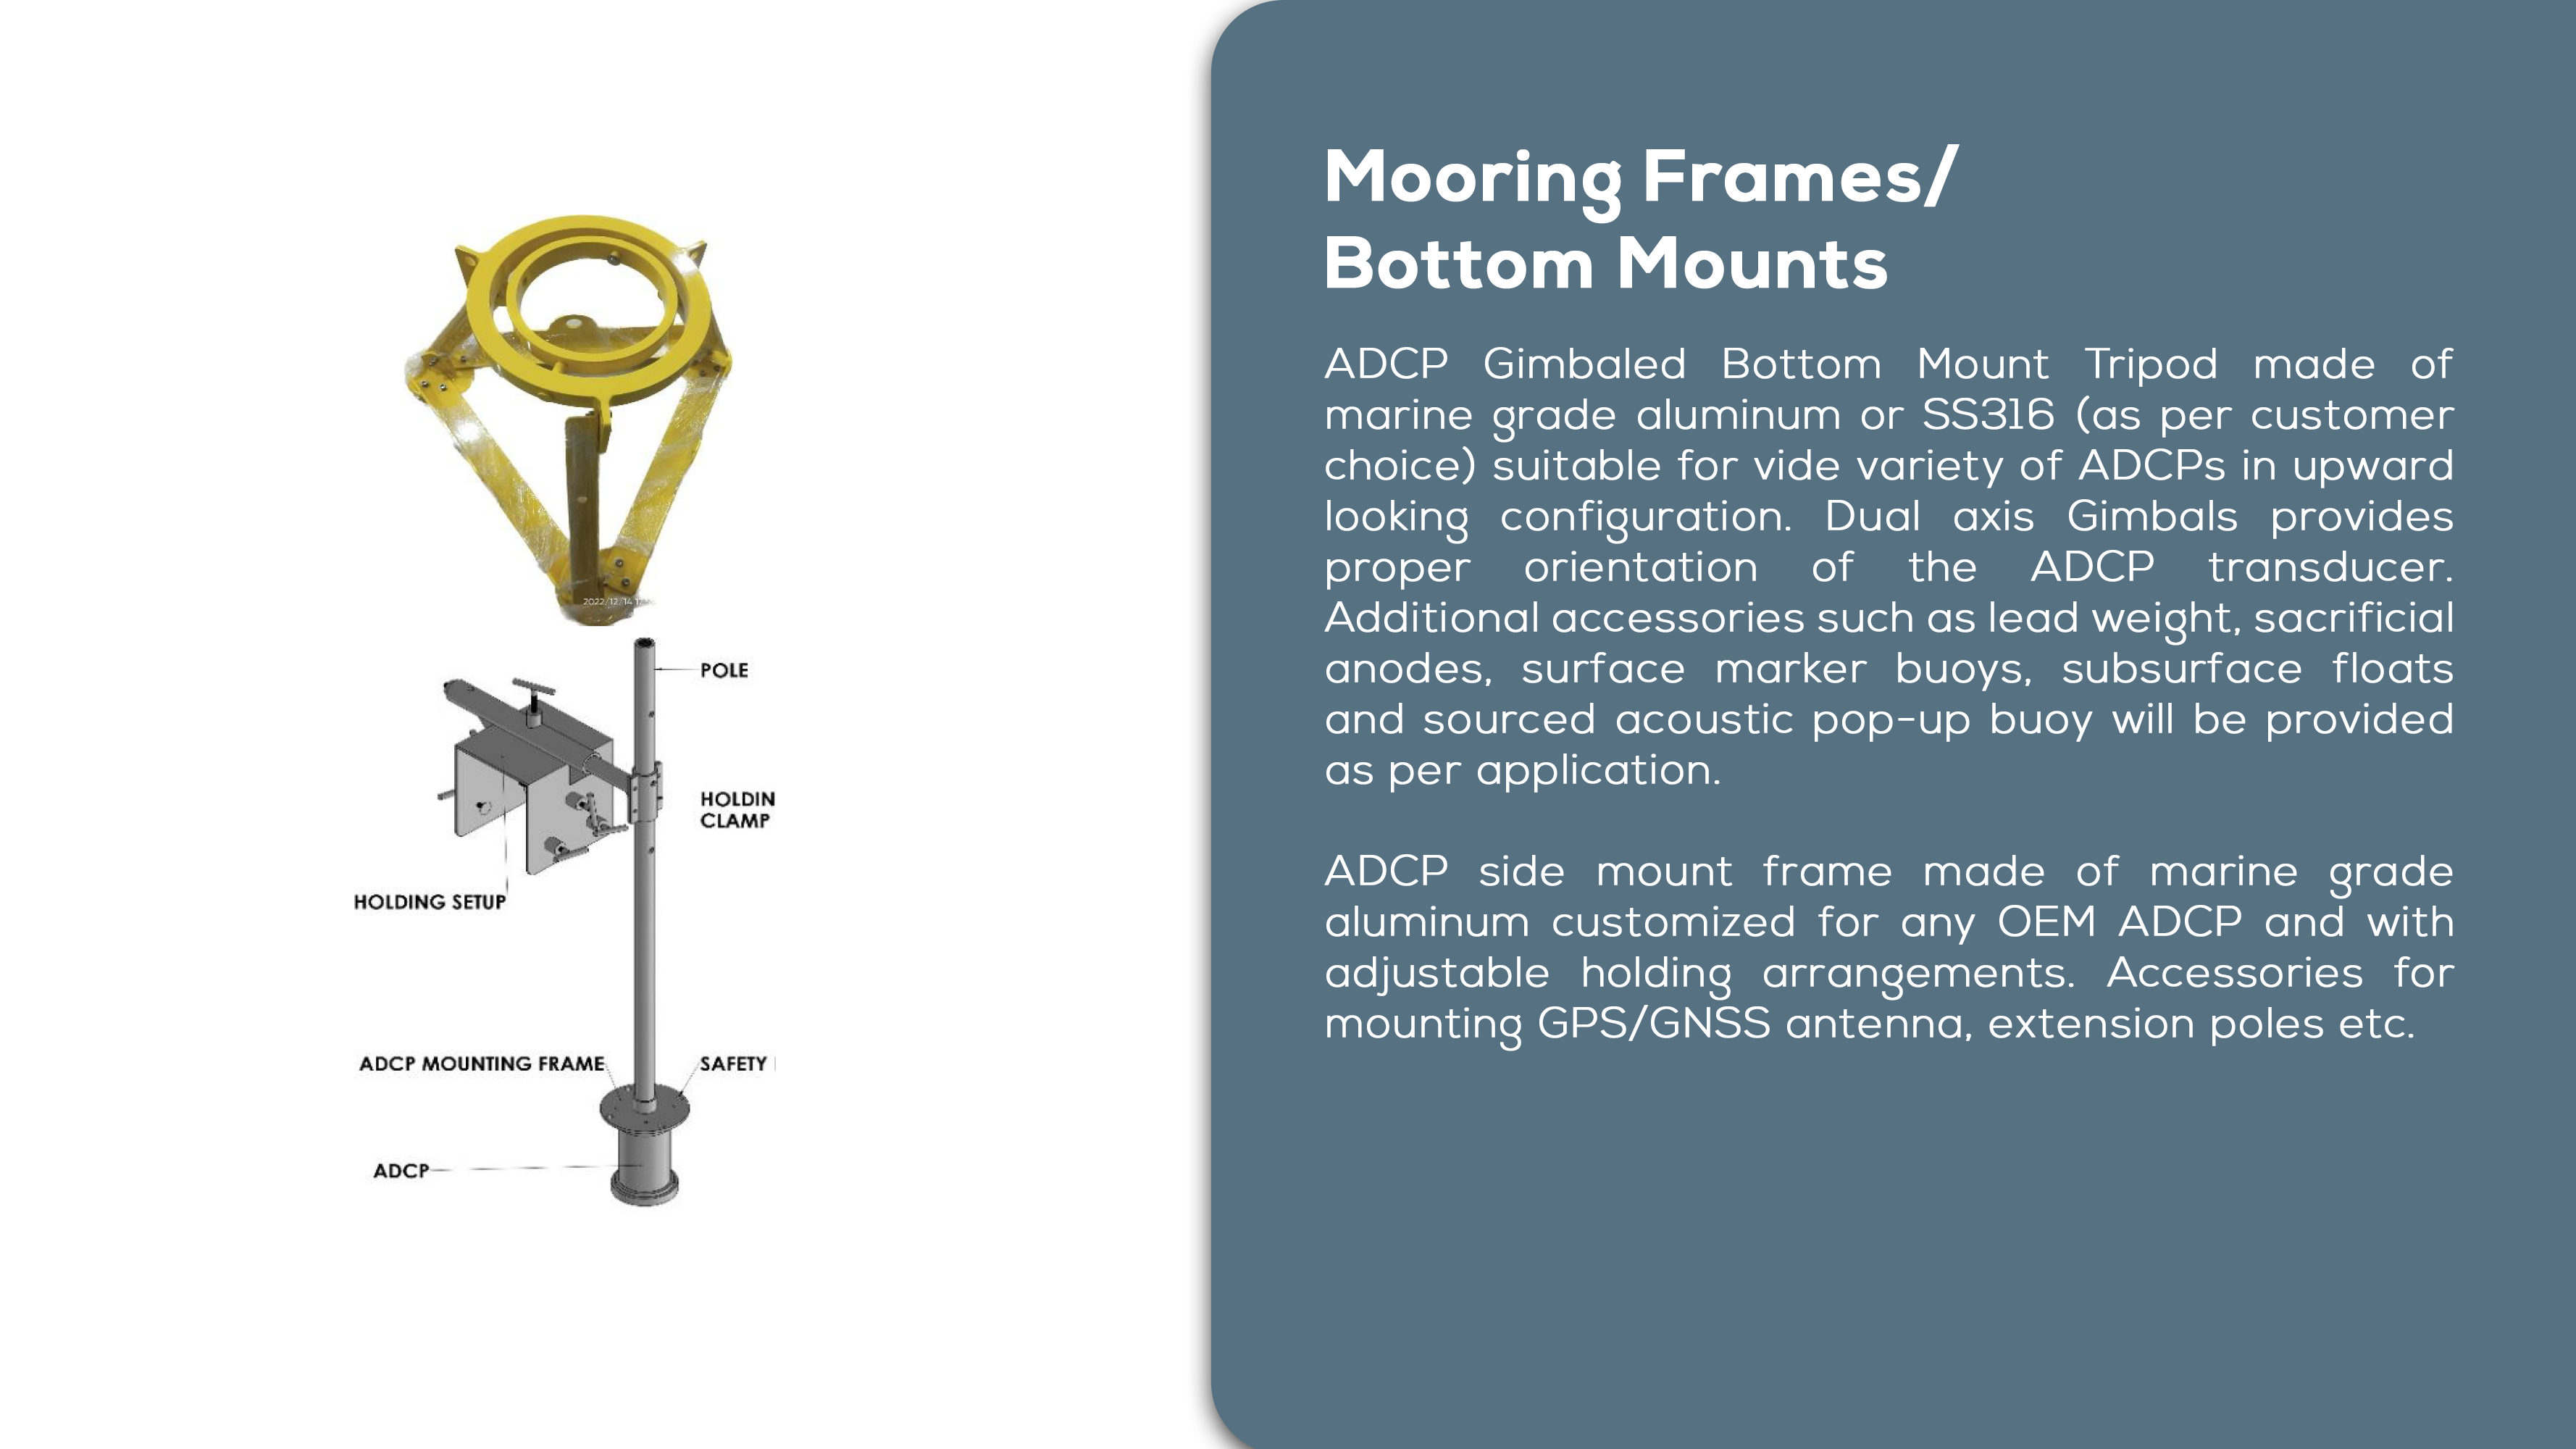 Mooring Frames/
Bottom Mounts
ADCP Gimbaled Bottom Mount Tripod made of
marine grade aluminum or SS316 (as per customer
choice) suitable for vide variety of ADCPs in upward
looking configuration. Dual axis Gimbals provides
proper orientation of the ADCP transducer.
Additional accessories such as lead weight, sacrificial
anodes, surface marker buoys, subsurface floats
and sourced acoustic pop-up buoy will be provided
as per application.
ADCP side mount frame made of marine grade
aluminum customized for any OEM ADCP and with
adjustable holding arrangements. Accessories for
mounting GPS/GNSS antenna, extension poles etc.
2022/12/14
POLE
HOLDIN
CLAMP
HOLDING SETUP
ADCP MOUNTING FRAME
SAFETY
ADCP